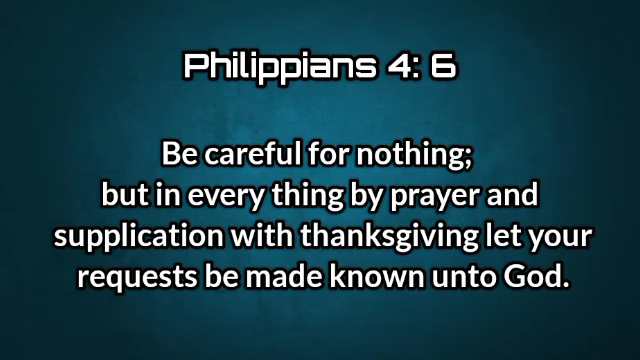 Philippians 4: 6
Be careful for nothing;
but in every thing by prayer and
supplication with thanksgiving let your
requests be made known unto God.